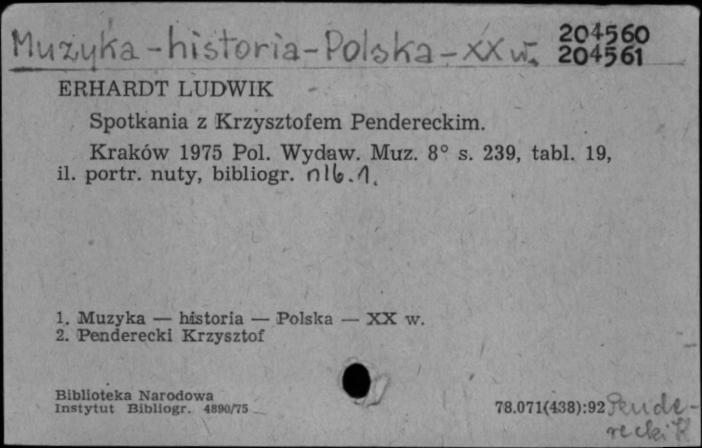 Muzyka - historia - Polska - XX w. 204560
204561
ERHARDT LUDWIK
Spotkania z Krzysztofem Pendereckim.
Kraków 1975 Pol. Wydaw. Muz. 8° s. 239, tabl. 19,
il. portr. nuty, bibliogr. nlb. 1.
1. Muzyka — historia — Polska — XX w.
2. Penderecki Krzysztof
Biblioteka Narodowa
Instytut Bibliogr. 4890/75
78.071(438):92 Pende-
recki K